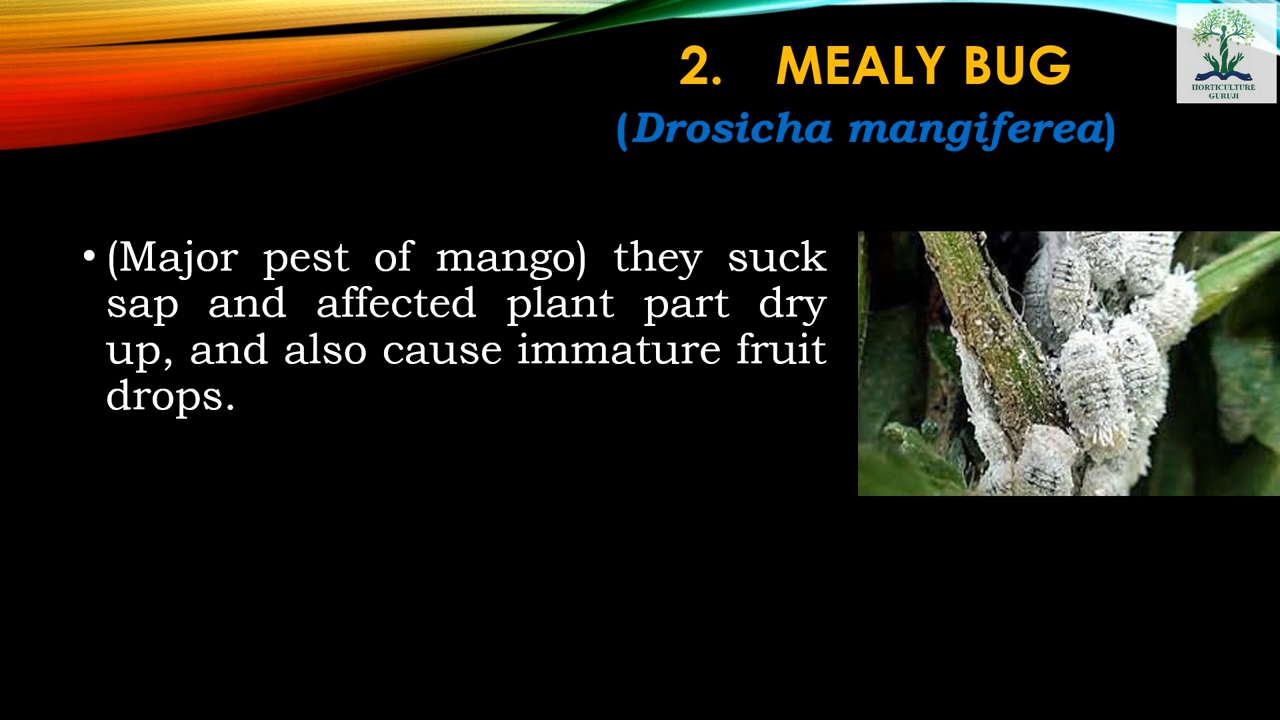 2. MEALY BUG
(Drosicha mangiferea)
HORTICULTURE
GURUJI
• (Major pest of mango) they suck
sap and affected plant part dry
up, and also cause immature fruit
drops.